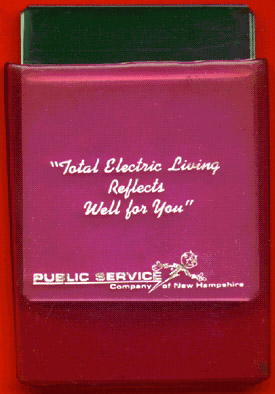 "Total Electric Living
Reflects
Well for You"
PUBLIC SERVICE
Company of New Hampshire